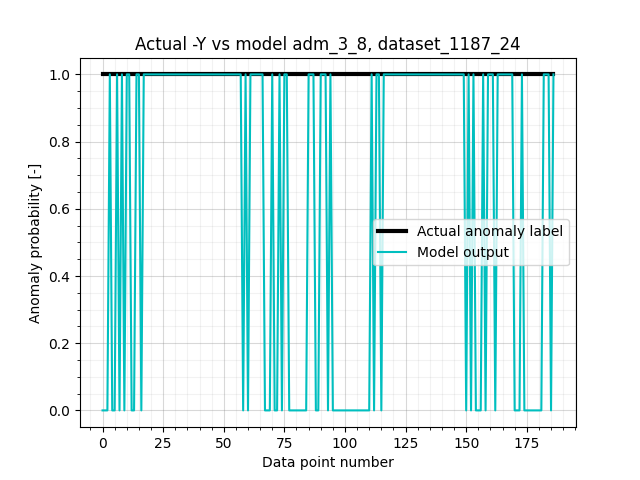 Actual -Y vs model adm_3_8, dataset_1187_24
Anomaly probability [-]
1.0
0.8
0.6
0.4
0.2
0.0
Actual anomaly label
Model output
0 25 50 75 100 125 150 175
Data point number